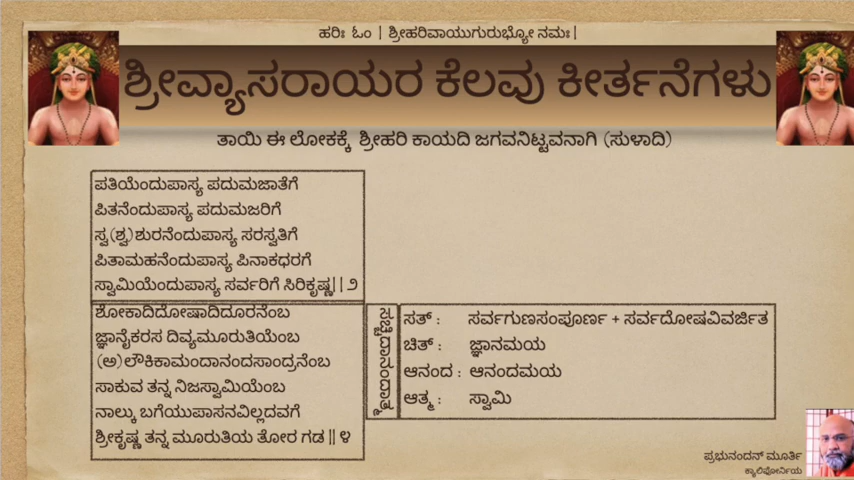 ಹರಿಃ ಓಂ | ಶ್ರೀಹರಿವಾಯುಗುರುಭ್ಯೋ ನಮಃ|
ಶ್ರೀವ್ಯಾಸರಾಯರ ಕೆಲವು ಕೀರ್ತನೆಗಳು
ತಾಯಿ ಈ ಲೋಕಕ್ಕೆ ಶ್ರೀಹರಿ ಕಾಯದಿ ಜಗವನಿಟ್ಟವನಾಗಿ (ಸುಳಾದಿ)
ಪತಿಯೆಂದುಪಾಸ್ಯ ಪದುಮಜಾತೆಗೆ
ಪಿತನೆಂದುಪಾಸ್ಯ ಪದುಮಜರಿಗೆ
ಸ್ವ(ಶ್ವ)ಶುರನೆಂದುಪಾಸ್ಯ ಸರಸ್ವತಿಗೆ
ಪಿತಾಮಹನೆಂದುಪಾಸ್ಯ ಪಿನಾಕಧರಗೆ
ಸ್ವಾಮಿಯೆಂದುಪಾಸ್ಯ ಸರ್ವರಿಗೆ ಸಿರಿಕೃಷ್ಣ|| ೨
ಶೋಕಾದಿದೋಷಾದಿದೂರನೆಂಬ
ಜ್ಞಾನೈಕರಸ ದಿವ್ಯಮೂರುತಿಯೆಂಬ
(ಅ)ಲೌಕಿಕಾಮಂದಾನಂದಸಾಂದ್ರನೆಂಬ
ಸಾಕುವ ತನ್ನ ನಿಜಸ್ವಾಮಿಯೆಂಬ
ನಾಲ್ಕು ಬಗೆಯುಪಾಸನವಿಲ್ಲದವಗೆ
ಶ್ರೀಕೃಷ್ಣ ತನ್ನ ಮೂರುತಿಯ ತೋರ ಗಡ || ೪
ಸಚ್ಚಿದಾನಂದಾತ್ಮ
ಸತ್ : ಸರ್ವಗುಣಸಂಪೂರ್ಣ + ಸರ್ವದೋಷವಿವರ್ಜಿತ
ಚಿತ್ : ಜ್ಞಾನಮಯ
ಆನಂದ : ಆನಂದಮಯ
ಆತ್ಮ : ಸ್ವಾಮಿ
ಪ್ರಭುನಂದನ್ ಮೂರ್ತಿ
ಕ್ಯಾಲಿಫೋರ್ನಿಯ